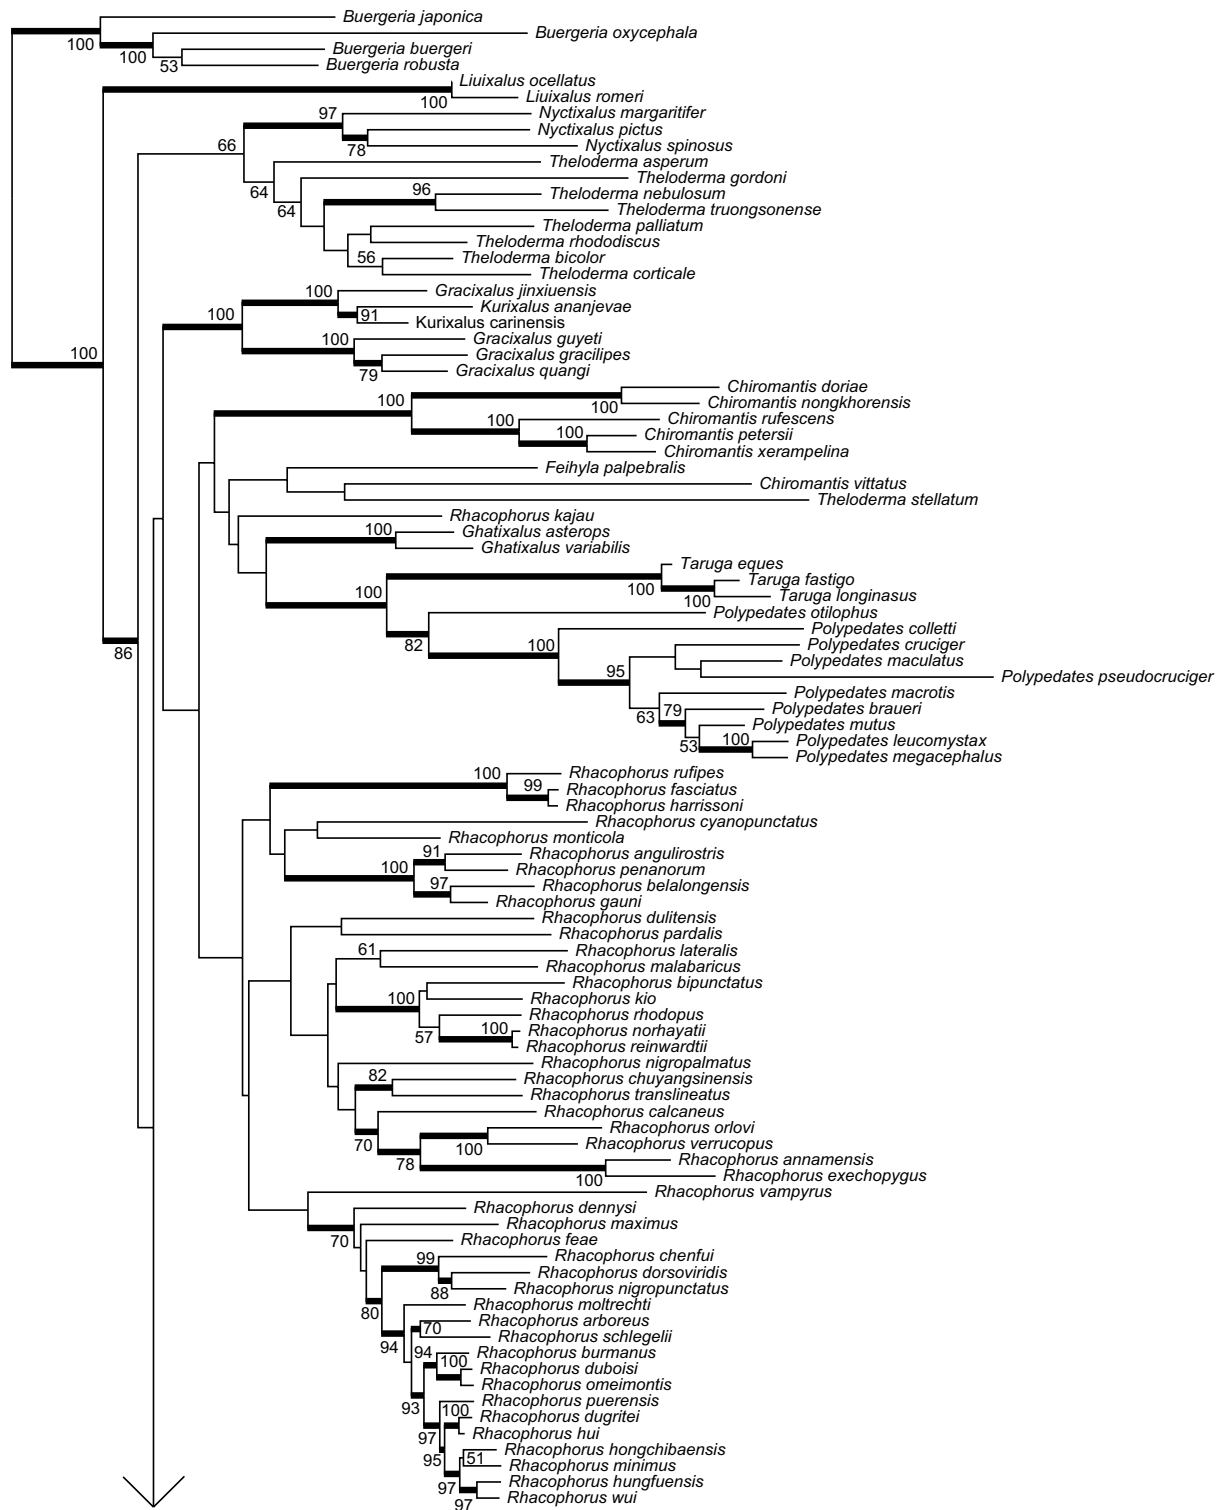 Buergeria japonica
100
Buergeria oxycephala
100
Buergeria buergeri
53
Buergeria robusta
Liuixalus ocellatus
100
Liuixalus romeri
97
Nyctixalus margaritifer
Nyctixalus pictus
66
78
Nyctixalus spinosus
Theloderma asperum
64
Theloderma gordoni
96
Theloderma nebulosum
64
Theloderma truongsonense
Theloderma palliatum
Theloderma rhododiscus
56
Theloderma bicolor
Theloderma corticale
100
Gracixalus jinxiuensis
Kurixalus ananjevae
100
91
Kurixalus carinensis
100
Gracixalus guyeti
100
Gracixalus gracilipes
79
Gracixalus quangi
Chiromantis doriae
100
100
Chiromantis nongkhorensis
100
Chiromantis rufescens
100
Chiromantis petersii
Chiromantis xerampelina
Feihyla palpebralis
Chiromantis vittatus
Theloderma stellatum
Rhacophorus kajau
100
Ghatixalus asterops
Ghatixalus variabilis
Taruga eques
100
100
Taruga fastigo
100
Taruga longinasus
Polypedates otilophus
Polypedates colletti
86
82
100
Polypedates cruciger
95
Polypedates maculatus
Polypedates pseudocruciger
Polypedates macrotis
63
79
Polypedates braueri
Polypedates mutus
53
100
Polypedates leucomystax
Polypedates megacephalus
100
Rhacophorus rufipes
99
Rhacophorus fasciatus
Rhacophorus harrissoni
Rhacophorus cyanopunctatus
Rhacophorus monticola
91
Rhacophorus angulirostris
100
Rhacophorus penanorum
97
Rhacophorus belalongensis
Rhacophorus gauni
Rhacophorus dulitensis
Rhacophorus pardalis
61
Rhacophorus lateralis
Rhacophorus malabaricus
Rhacophorus bipunctatus
100
Rhacophorus kio
Rhacophorus rhodopus
57
100
Rhacophorus norhayatii
Rhacophorus reinwardtii
Rhacophorus nigropalmatus
82
Rhacophorus chuyangsinensis
Rhacophorus translineatus
Rhacophorus calcaneus
70
Rhacophorus orlovi
100
Rhacophorus verrucopus
78
Rhacophorus annamensis
100
Rhacophorus exechopygus
Rhacophorus vampyrus
Rhacophorus dennysi
70
Rhacophorus maximus
Rhacophorus feae
99
Rhacophorus chenfui
Rhacophorus dorsoviridis
88
Rhacophorus nigropunctatus
80
Rhacophorus moltrechti
Rhacophorus arboreus
70
94
Rhacophorus schlegelii
94
Rhacophorus burmanus
100
Rhacophorus duboisi
Rhacophorus omeimontis
93
Rhacophorus puerensis
100
Rhacophorus dugritei
97
Rhacophorus hui
Rhacophorus hongchibaensis
95
51
Rhacophorus minimus
97
Rhacophorus hungfuensis
97
Rhacophorus wui